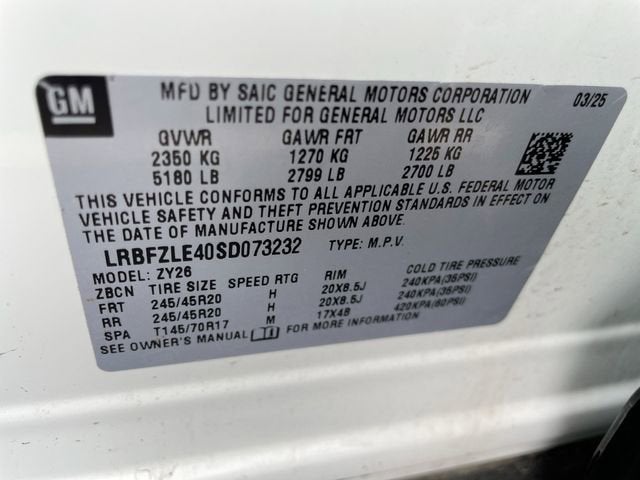 GM
MFD BY SAIC GENERAL MOTORS CORPORATION 03/25
LIMITED FOR GENERAL MOTORS LLC
GVWR GAWR FRT GAWR RR
2350 KG 1270 KG 1225 KG
5180 LB 2799 LB 2700 LB
THIS VEHICLE CONFORMS TO ALL APPLICABLE U.S. FEDERAL MOTOR
VEHICLE SAFETY AND THEFT PREVENTION STANDARDS IN EFFECT ON
THE DATE OF MANUFACTURE SHOWN ABOVE.
LRBFZLE40SD073232 TYPE: M.P.V.
MODEL: ZY26
ZBCN TIRE SIZE SPEED RTG RIM COLD TIRE PRESSURE
FRT 245/45R20 H 20X8.5J 240KPA(35PSI)
RR 245/45R20 H 20X8.5J 240KPA(35PSI)
SPA T145/70R17 M 17X4B 420KPA(60PSI)
SEE OWNER'S MANUAL FOR MORE INFORMATION